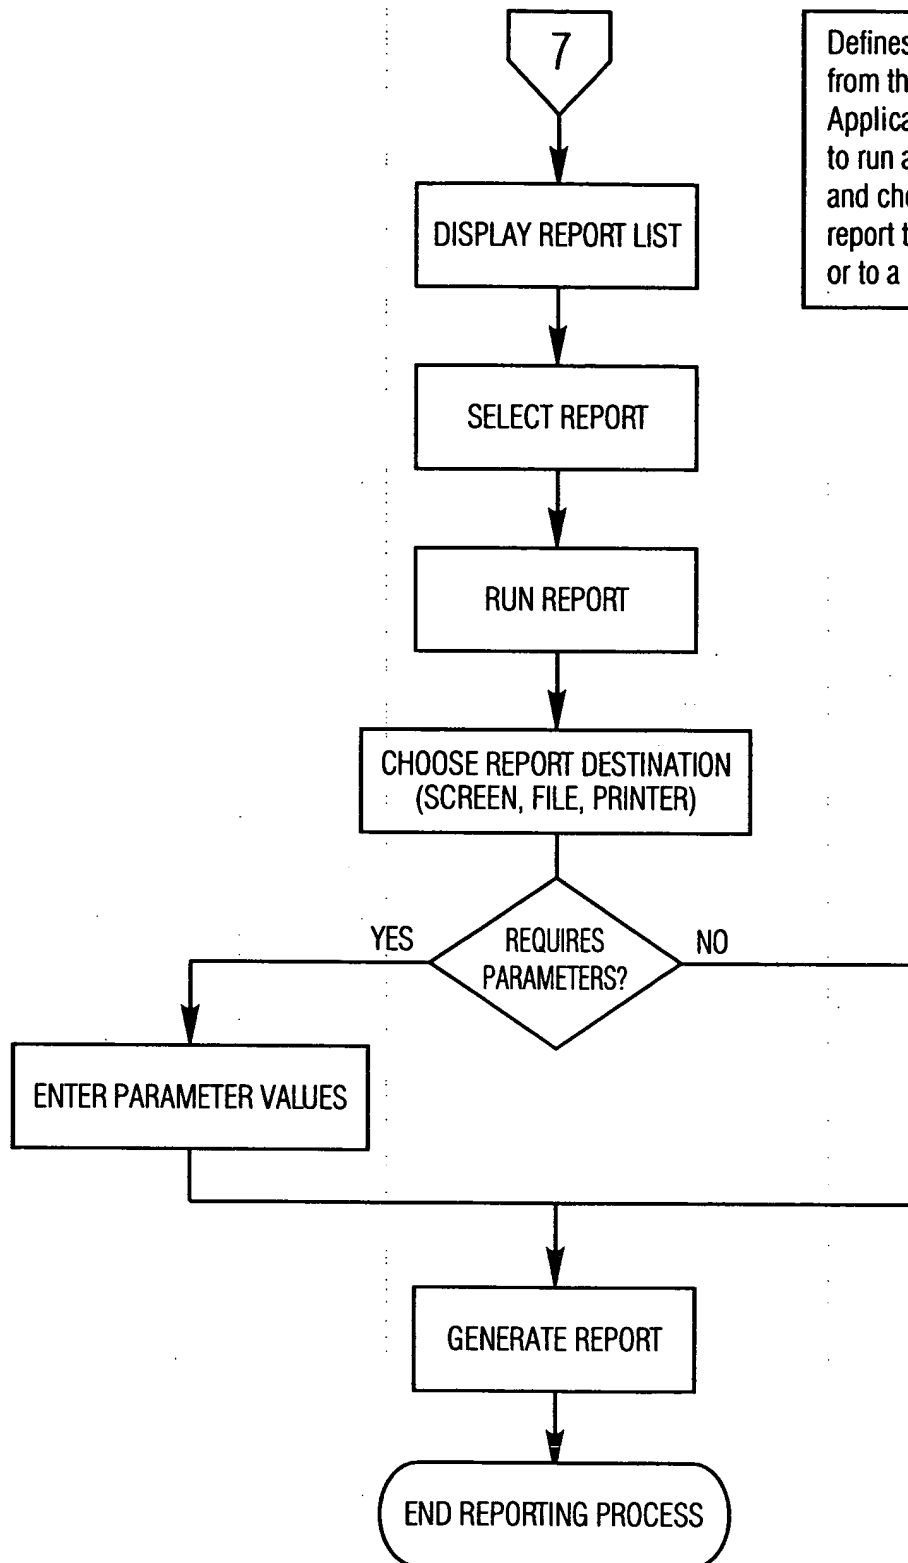 7
Defines
from th
Applica
to run a
and cho
report t
or to a
DISPLAY REPORT LIST
SELECT REPORT
RUN REPORT
CHOOSE REPORT DESTINATION
(SCREEN, FILE, PRINTER)
YES
REQUIRES
PARAMETERS?
NO
ENTER PARAMETER VALUES
GENERATE REPORT
END REPORTING PROCESS